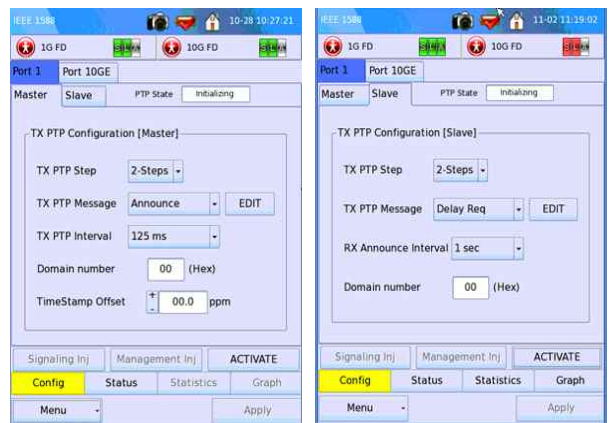 IEEE 1588 10-28 10:27:21
1G FD 10G FD
Port 1 Port 10GE
Master Slave PTP State Initializing
TX PTP Configuration [Master]
TX PTP Step 2-Steps
TX PTP Message Announce EDIT
TX PTP Interval 125 ms
Domain number 00 (Hex)
TimeStamp Offset + - 00.0 ppm
Signaling Inj Management Inj ACTIVATE
Config Status Statistics Graph
Menu Apply
IEEE 1588 11-02 11:19:02
1G FD 10G FD
Port 1 Port 10GE
Master Slave PTP State Initializing
TX PTP Configuration [Slave]
TX PTP Step 2-Steps
TX PTP Message Delay Req EDIT
RX Announce Interval 1 sec
Domain number 00 (Hex)
Signaling Inj Management Inj ACTIVATE
Config Status Statistics Graph
Menu Apply